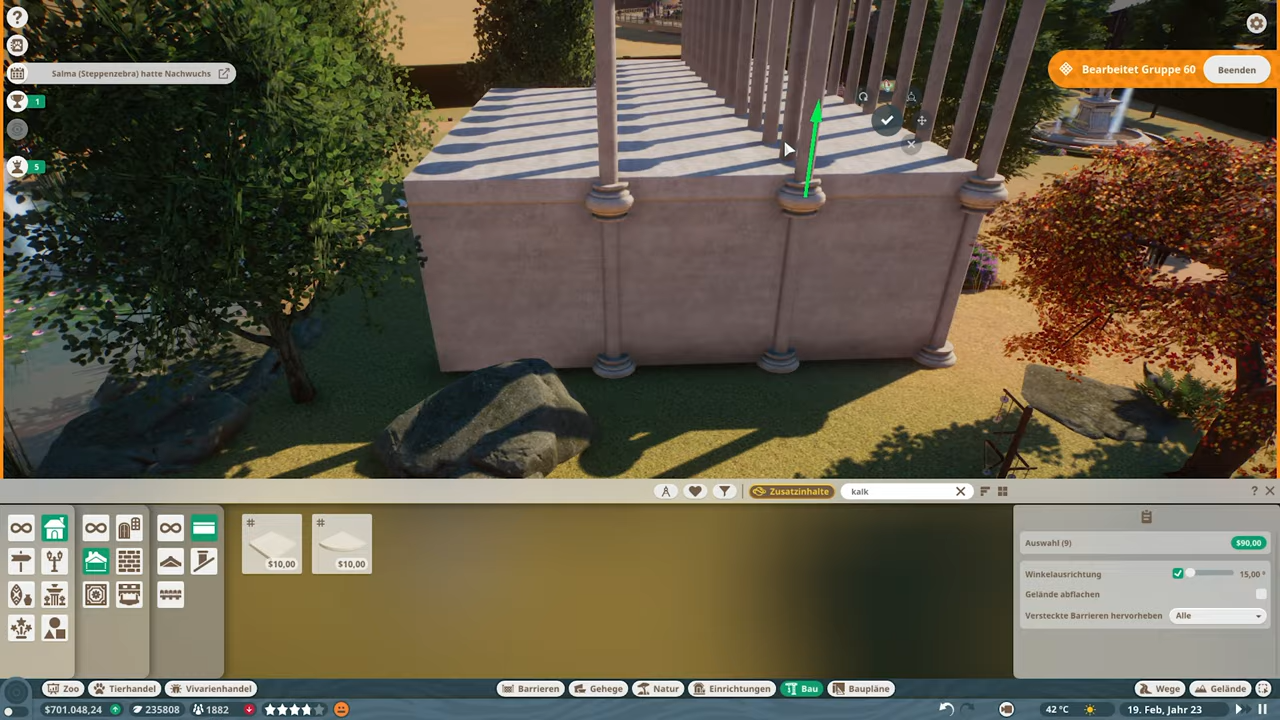 ?
Salma (Steppenzebra) hatte Nachwuchs
1
5
Bearbeitet Gruppe 60
Beenden
Zusatzinhalte
kalk
?
#
$10,00
#
$10,00
Auswahl (9)
$90,00
Winkelausrichtung
15,00 °
Gelände abflachen
Versteckte Barrieren hervorheben
Alle
Zoo
Tierhandel
Vivarienhandel
Barrieren
Gehege
Natur
Einrichtungen
Bau
Baupläne
Wege
Gelände
$701.048,24
235808
1882
42 °C
19. Feb, Jahr 23